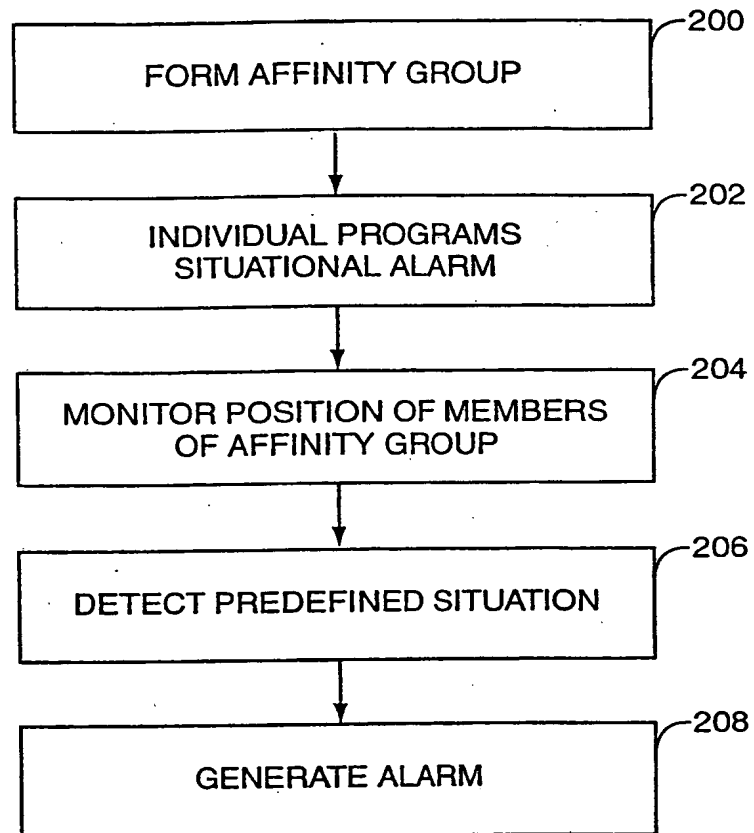 200
FORM AFFINITY GROUP
202
INDIVIDUAL PROGRAMS
SITUATIONAL ALARM
204
MONITOR POSITION OF MEMBERS
OF AFFINITY GROUP
206
DETECT PREDEFINED SITUATION
208
GENERATE ALARM